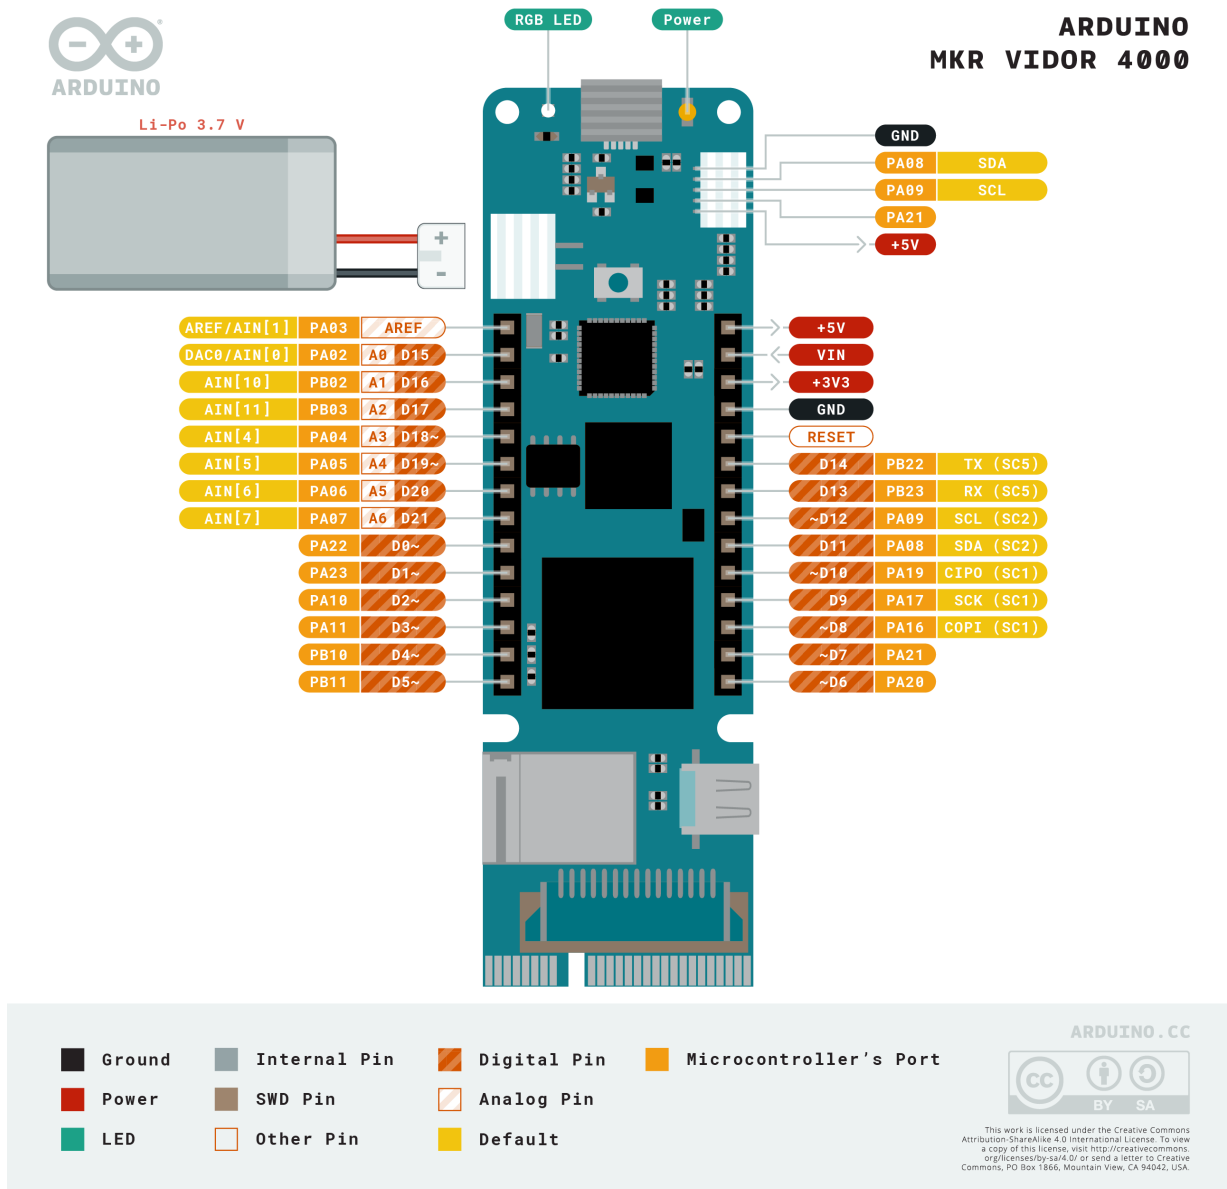 RGB LED
Power
ARDUINO
MKR VIDOR 4000
ARDUINO
Li-Po 3.7 V
+
-
GND
PA08 SDA
PA09 SCL
PA21
+5V
AREF/AIN[1] PA03 AREF
DAC0/AIN[0] PA02 A0 D15
AIN[10] PB02 A1 D16
AIN[11] PB03 A2 D17
AIN[4] PA04 A3 D18~
AIN[5] PA05 A4 D19~
AIN[6] PA06 A5 D20
AIN[7] PA07 A6 D21
PA22 D0~
PA23 D1~
PA10 D2~
PA11 D3~
PB10 D4~
PB11 D5~
+5V
VIN
+3V3
GND
RESET
D14 PB22 TX (SC5)
D13 PB23 RX (SC5)
~D12 PA09 SCL (SC2)
D11 PA08 SDA (SC2)
~D10 PA19 CIPO (SC1)
D9 PA17 SCK (SC1)
~D8 PA16 COPI (SC1)
~D7 PA21
~D6 PA20
Ground
Power
LED
Internal Pin
SWD Pin
Other Pin
Digital Pin
Analog Pin
Default
Microcontroller's Port
ARDUINO.CC
CC
BY SA
This work is licensed under the Creative Commons
Attribution-ShareAlike 4.0 International License. To view
a copy of this license, visit http://creativecommons.
org/licenses/by-sa/4.0/ or send a letter to Creative
Commons, PO Box 1866, Mountain View, CA 94042, USA.